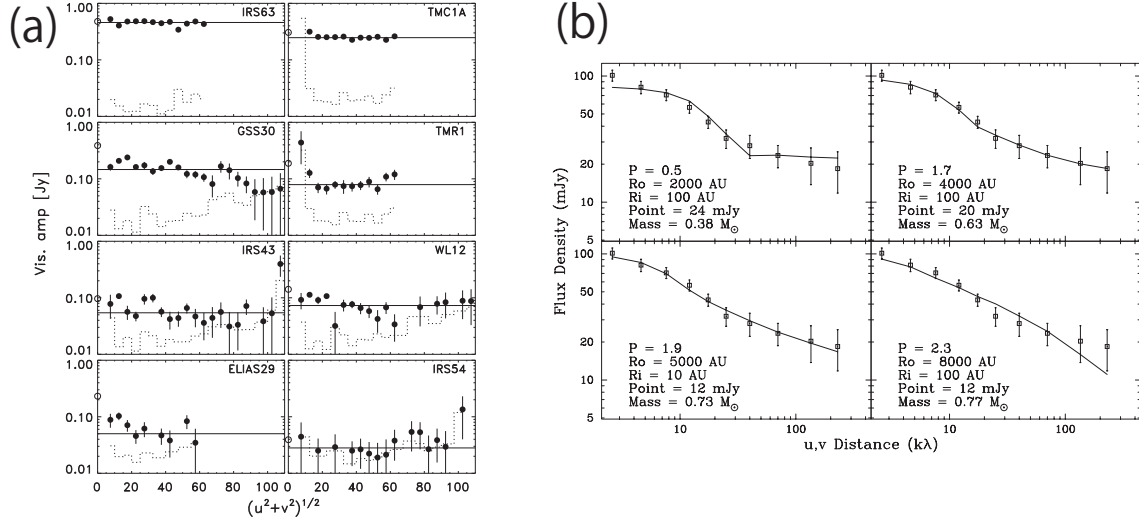 (a)
IRS63
TMC1A
1.00
0.10
0.01
GSS30
TMR1
1.00
0.10
0.01
IRS43
WL12
1.00
0.10
0.01
ELIAS29
IRS54
1.00
0.10
0.01
Vis. amp [Jy]
0 20 40 60 80 100
0 20 40 60 80 100
(u²+v²)^1/2
(b)
100
50
20
10
5
P = 0.5
Ro = 2000 AU
Ri = 100 AU
Point = 24 mJy
Mass = 0.38 M⊙
P = 1.7
Ro = 4000 AU
Ri = 100 AU
Point = 20 mJy
Mass = 0.63 M⊙
100
50
20
10
5
P = 1.9
Ro = 5000 AU
Ri = 10 AU
Point = 12 mJy
Mass = 0.73 M⊙
P = 2.3
Ro = 8000 AU
Ri = 100 AU
Point = 12 mJy
Mass = 0.77 M⊙
Flux Density (mJy)
10 100
10 100
u,v Distance (kλ)